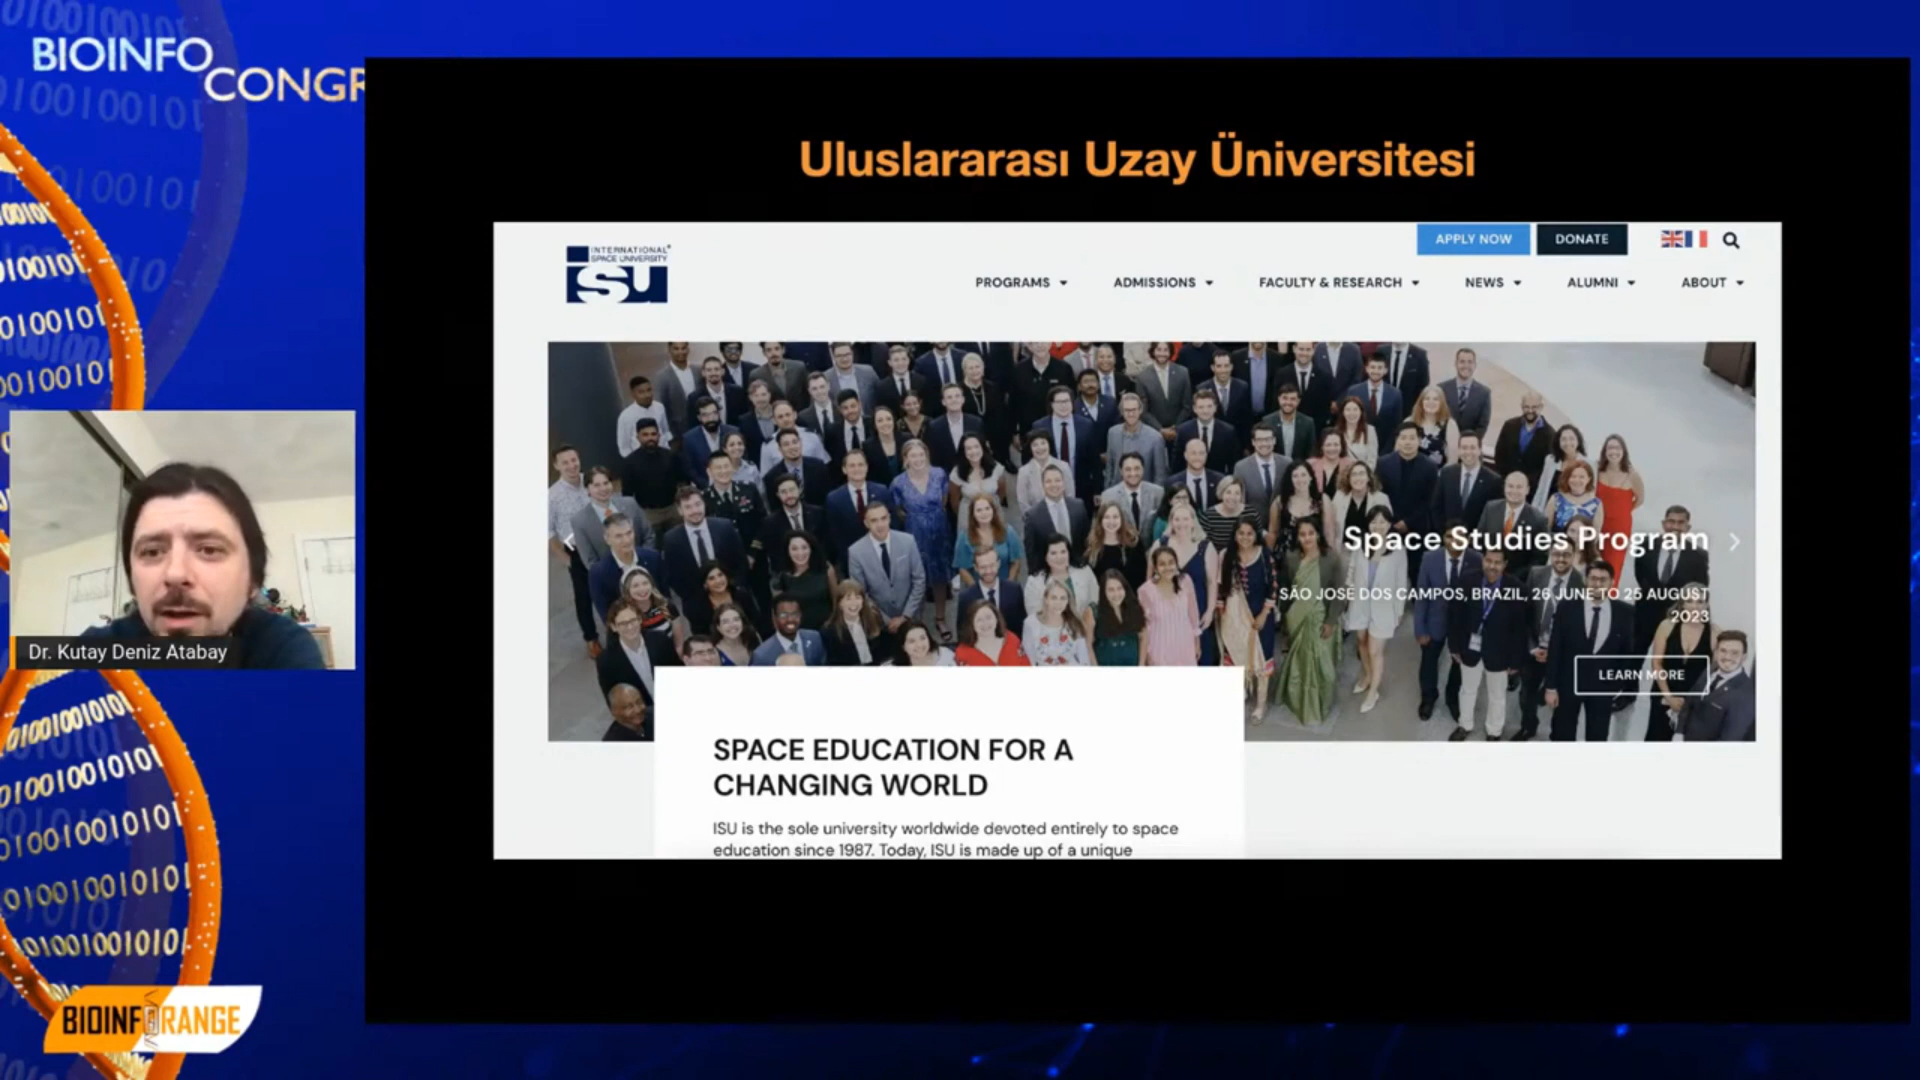 BIOINFO
CONGR
Uluslararası Uzay Üniversitesi
INTERNATIONAL
SPACE UNIVERSITY
isu
APPLY NOW
DONATE
PROGRAMS
ADMISSIONS
FACULTY & RESEARCH
NEWS
ALUMNI
ABOUT
Space Studies Program
SÃO JOSÉ DOS CAMPOS, BRAZIL, 26 JUNE TO 25 AUGUST
2023
LEARN MORE
Dr. Kutay Deniz Atabay
SPACE EDUCATION FOR A
CHANGING WORLD
ISU is the sole university worldwide devoted entirely to space
education since 1987. Today, ISU is made up of a unique
BIOINFORANGE